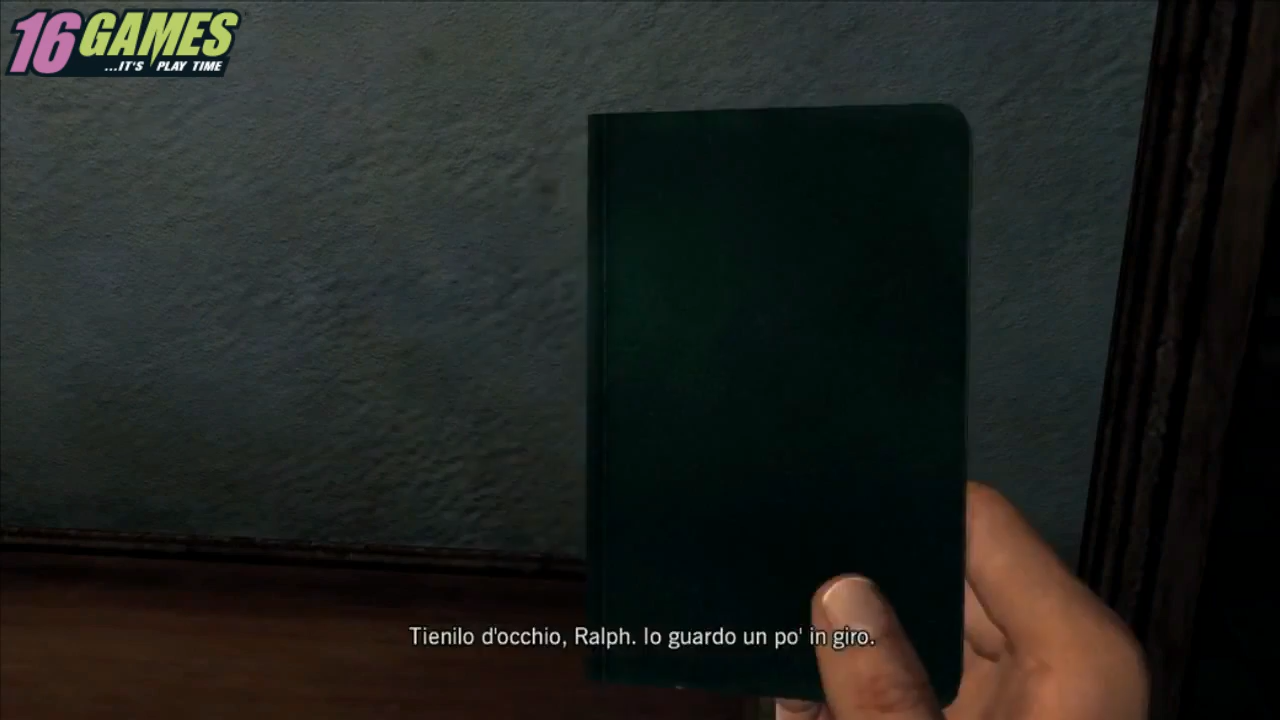 16GAMES
...IT'S PLAY TIME
Tienilo d'occhio, Ralph. Io guardo un po' in giro.